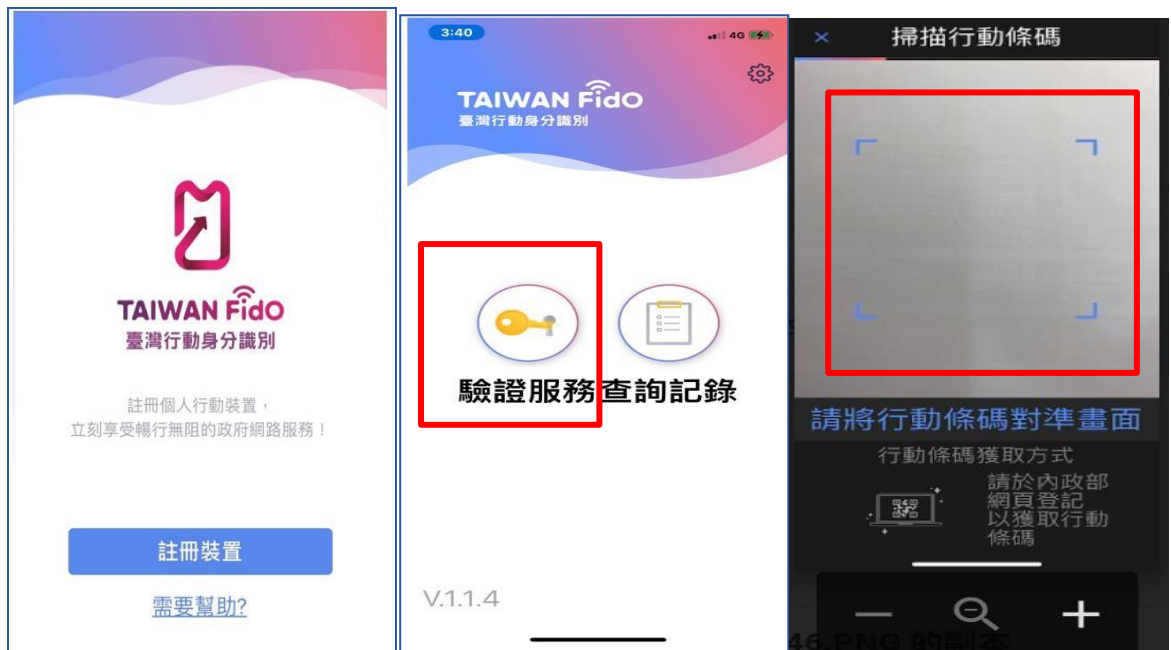 TAIWAN FidO
臺灣行動身分識別
註冊個人行動裝置,
立刻享受暢行無阻的政府網路服務!
註冊裝置
需要幫助?
3:40
4G
TAIWAN FidO
臺灣行動身分識別
驗證服務
查詢記錄
V.1.1.4
×
掃描行動條碼
請將行動條碼對準畫面
行動條碼獲取方式
請於內政部
網頁登記
以獲取行動
條碼
46.PNG 的副本